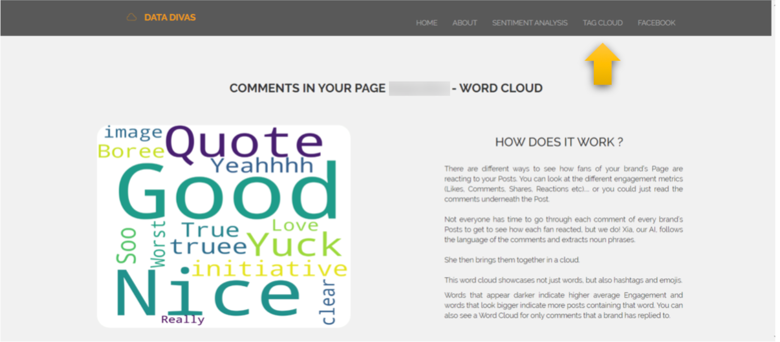 DATA DIVAS
HOME ABOUT SENTIMENT ANALYSIS TAG CLOUD FACEBOOK
COMMENTS IN YOUR PAGE - WORD CLOUD
image
Quote
Boree
Yeahhhh
Good
Soo
Worst
True
Love
truee
Yuck
initiative
Nice
clear
Really
HOW DOES IT WORK ?
There are different ways to see how fans of your brand's Page are
reacting to your Posts. You can look at the different engagement metrics
(Likes, Comments, Shares, Reactions etc)... or you could just read the
comments underneath the Post.
Not everyone has time to go through each comment of every brand's
Posts to get to see how each fan reacted, but we do! Xia, our AI, follows
the language of the comments and extracts noun phrases.
She then brings them together in a cloud.
This word cloud showcases not just words, but also hashtags and emojis.
Words that appear darker indicate higher average Engagement and
words that look bigger indicate more posts containing that word. You can
also see a Word Cloud for only comments that a brand has replied to.